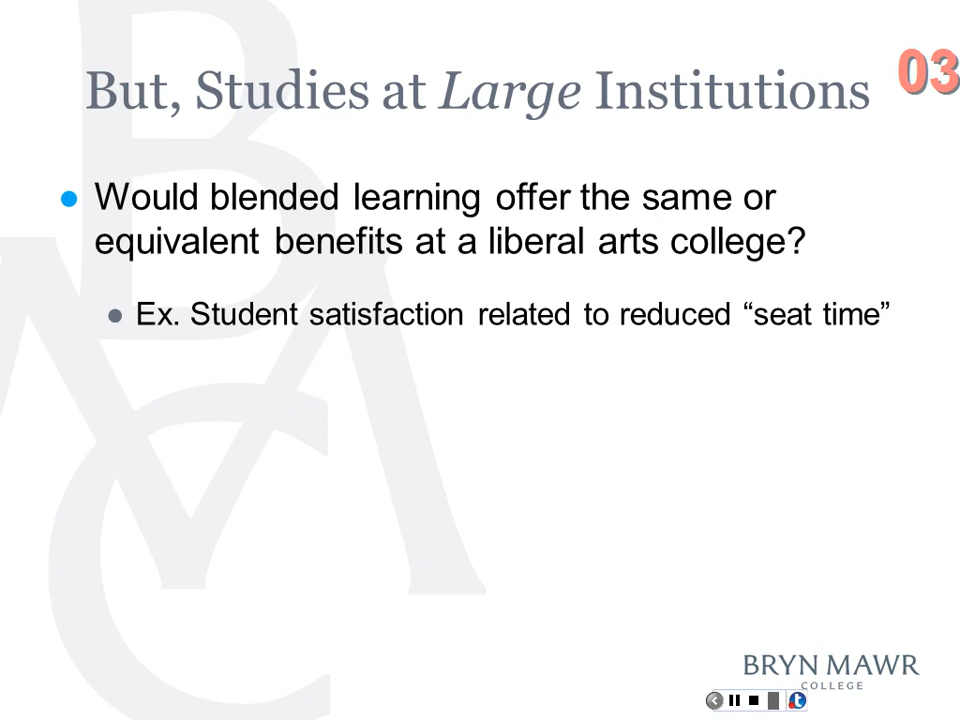 But, Studies at Large Institutions
03
● Would blended learning offer the same or
equivalent benefits at a liberal arts college?
● Ex. Student satisfaction related to reduced “seat time”
BRYN MAWR
COLLEGE